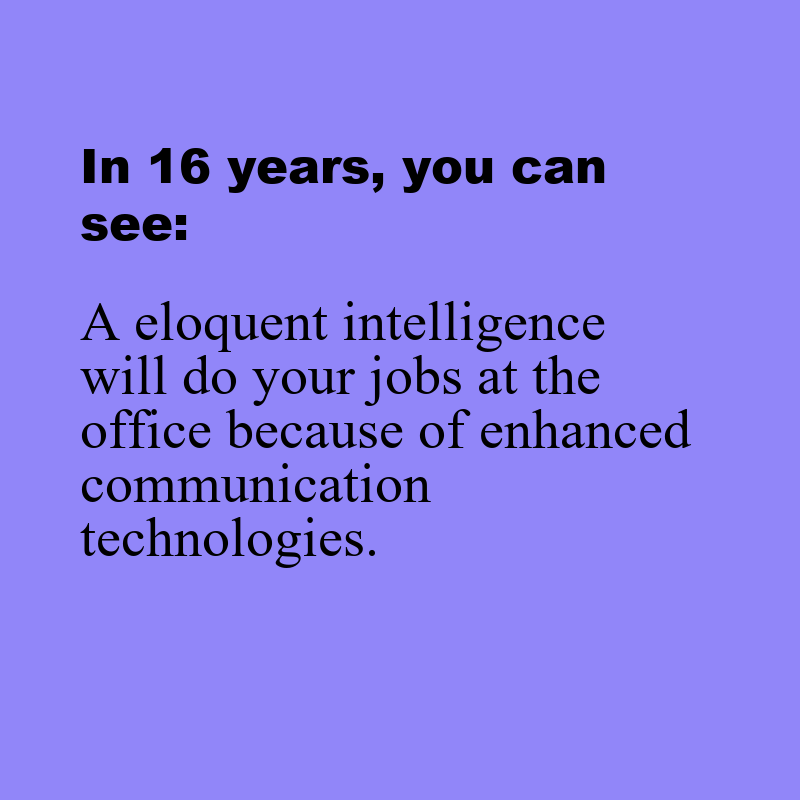 In 16 years, you can
see:
A eloquent intelligence
will do your jobs at the
office because of enhanced
communication
technologies.